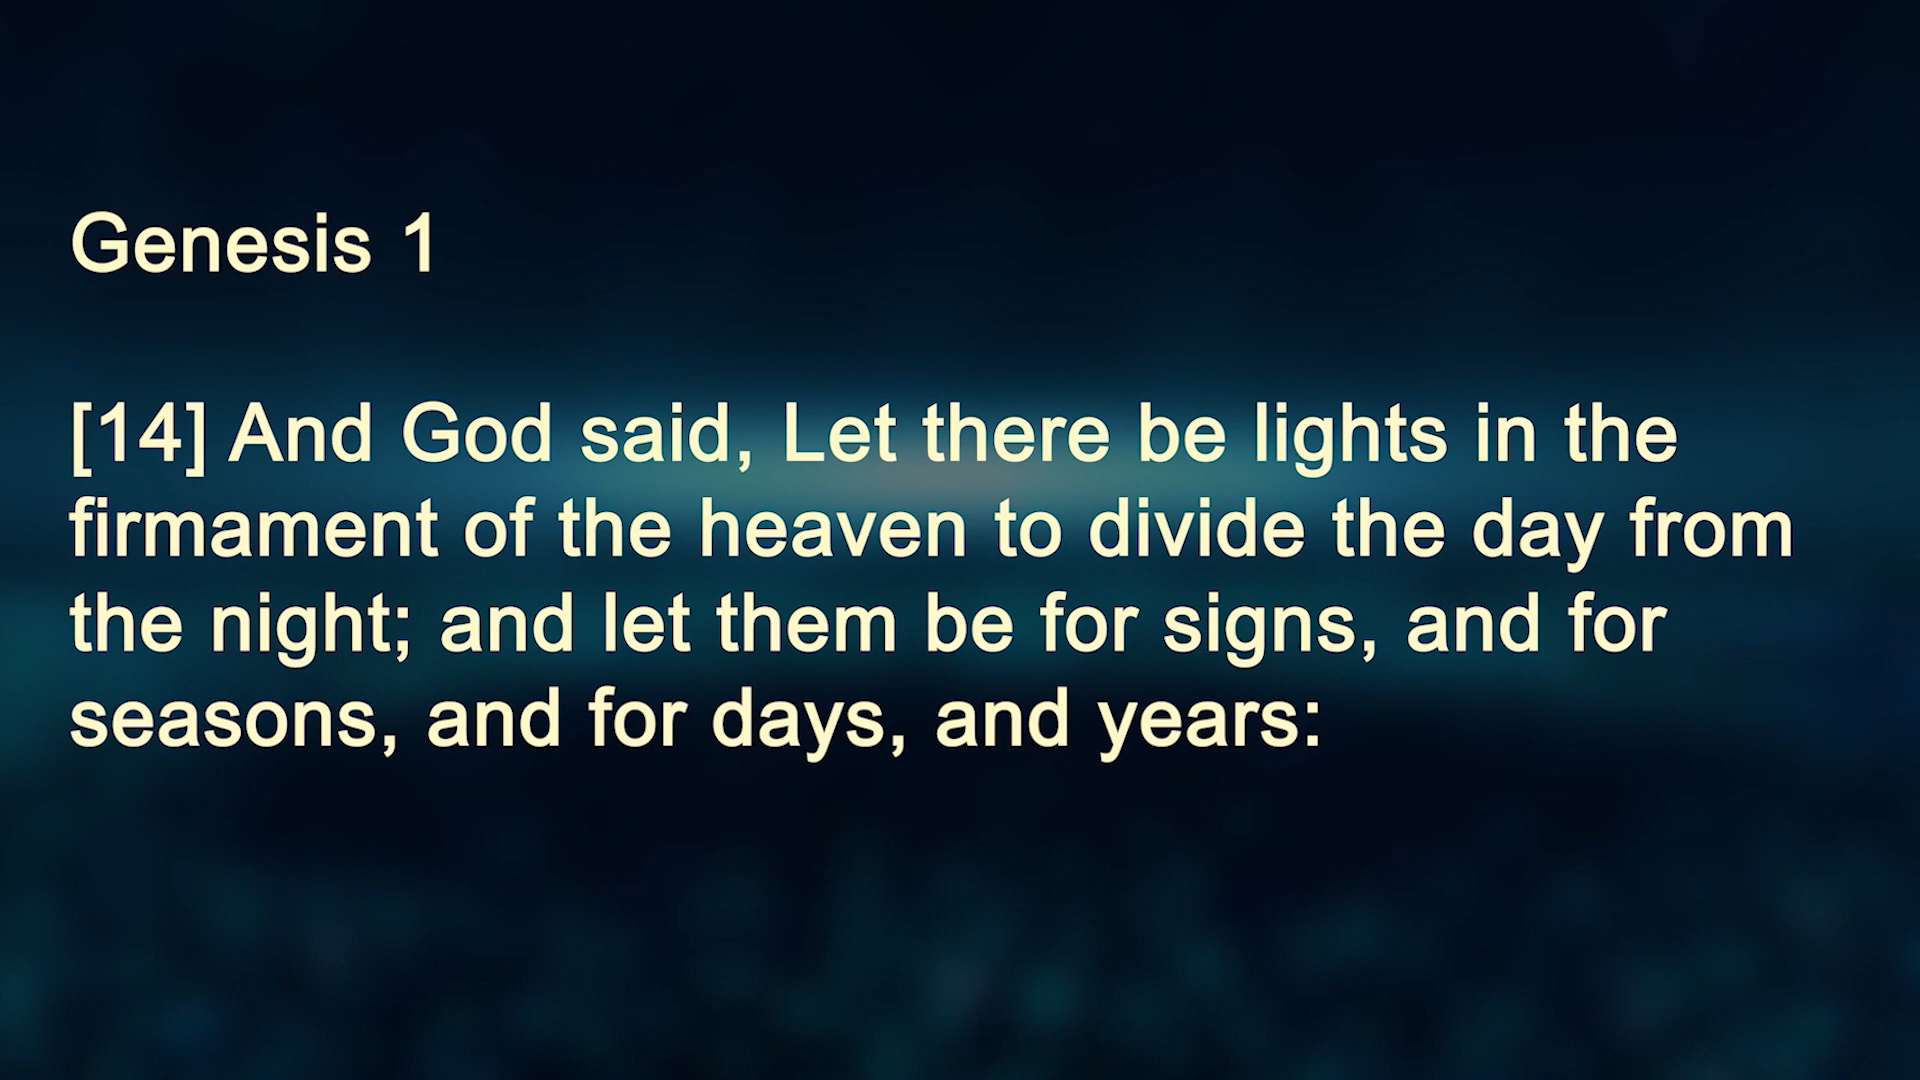 Genesis 1
[14] And God said, Let there be lights in the
firmament of the heaven to divide the day from
the night; and let them be for signs, and for
seasons, and for days, and years: